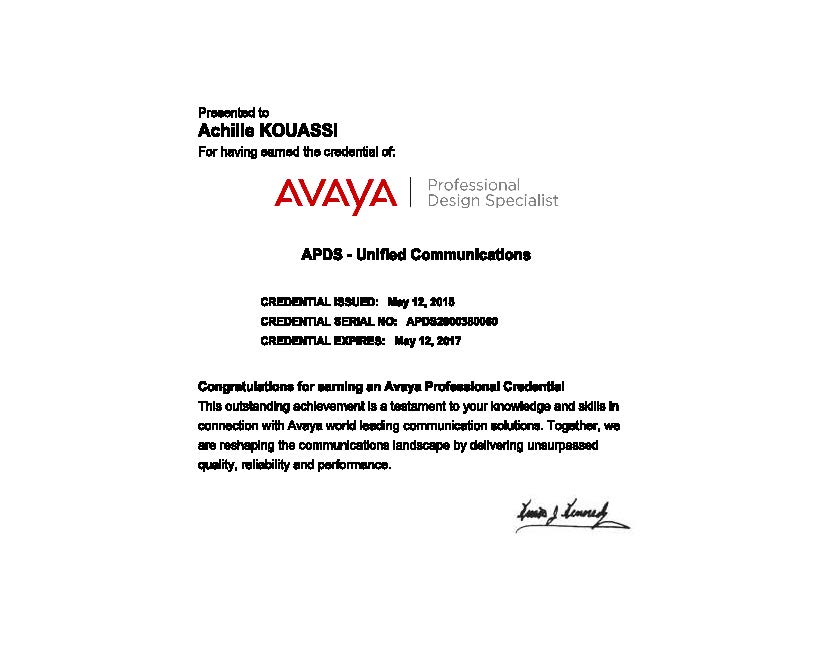 Presented to
Achille KOUASSI
For having earned the credential of:
AVAYA | Professional
Design Specialist
APDS - Unified Communications
CREDENTIAL ISSUED: May 12, 2015
CREDENTIAL SERIAL NO: APDS2900380060
CREDENTIAL EXPIRES: May 12, 2017
Congratulations for earning an Avaya Professional Credential
This outstanding achievement is a testament to your knowledge and skills in
connection with Avaya world leading communication solutions. Together, we
are reshaping the communications landscape by delivering unsurpassed
quality, reliability and performance.
J Kennedy